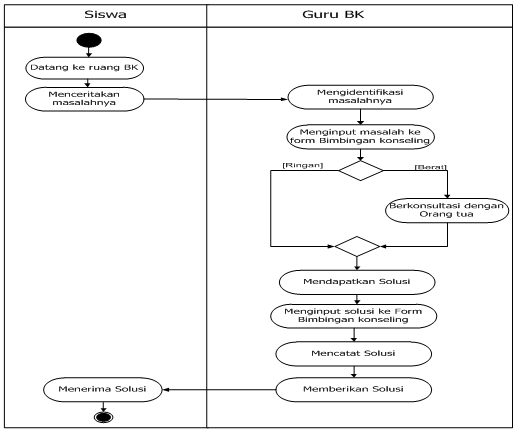 Siswa
Guru BK
Datang ke ruang BK
Menceritakan
masalahnya
Mengidentifikasi
masalahnya
Menginput masalah ke
form Bimbingan konseling
[Ringan]
[Berat]
Berkonsultasi dengan
Orang tua
Mendapatkan Solusi
Menginput solusi ke Form
Bimbingan konseling
Mencatat Solusi
Memberikan Solusi
Menerima Solusi